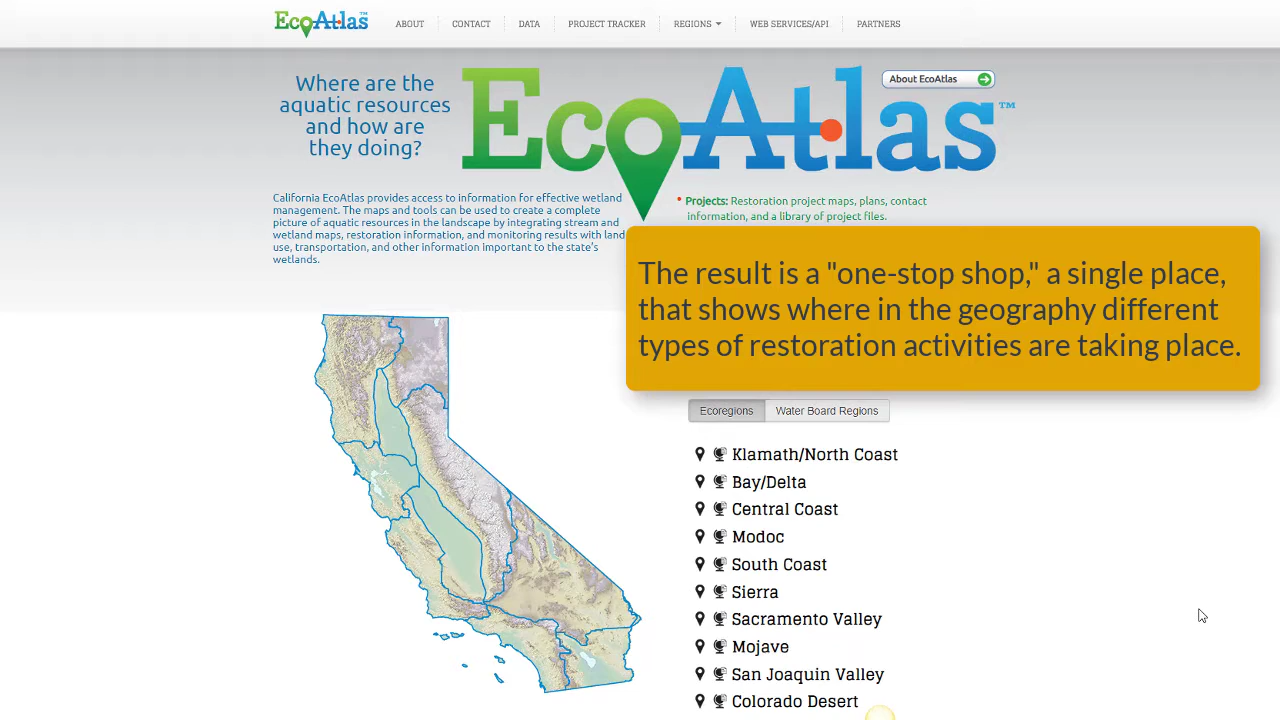 EcoAtlas™
ABOUT
CONTACT
DATA
PROJECT TRACKER
REGIONS
WEB SERVICES/API
PARTNERS
Where are the
aquatic resources
and how are
they doing?
EcoAtlas™
About EcoAtlas
California EcoAtlas provides access to information for effective wetland
management. The maps and tools can be used to create a complete
picture of aquatic resources in the landscape by integrating stream and
wetland maps, restoration information, and monitoring results with land
use, transportation, and other information important to the state's
wetlands.
• Projects: Restoration project maps, plans, contact
information, and a library of project files.
The result is a "one-stop shop," a single place,
that shows where in the geography different
types of restoration activities are taking place.
Ecoregions
Water Board Regions
Klamath/North Coast
Bay/Delta
Central Coast
Modoc
South Coast
Sierra
Sacramento Valley
Mojave
San Joaquin Valley
Colorado Desert